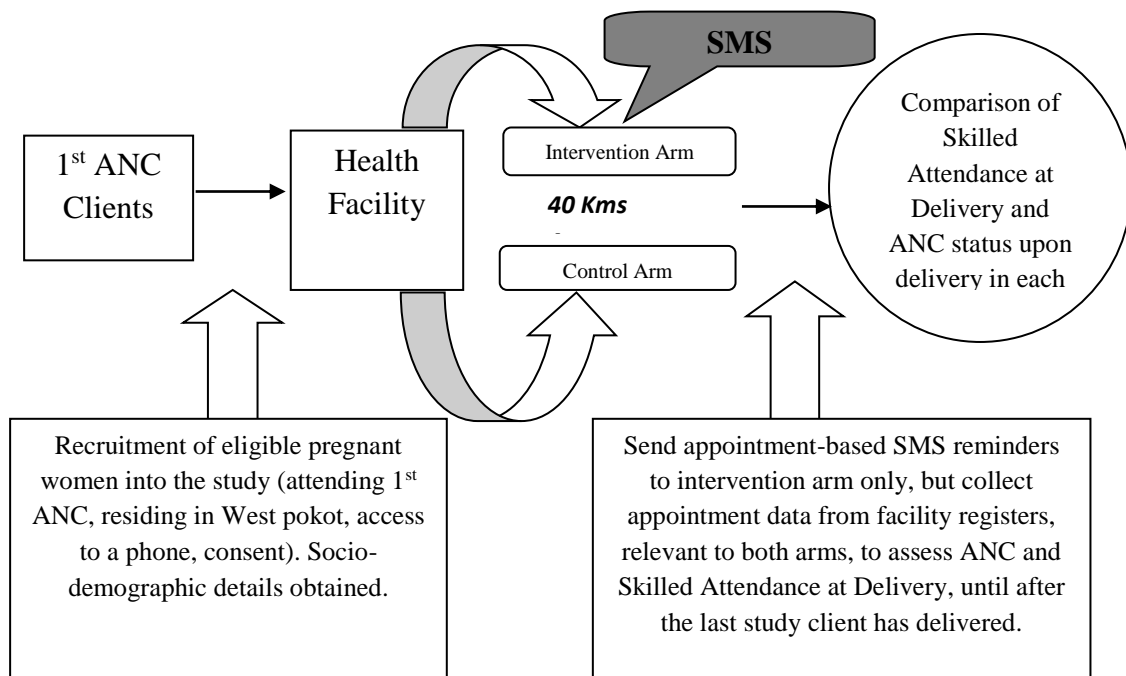 SMS
1st ANC
Clients
Health
Facility
Intervention Arm
40 Kms
Control Arm
Comparison of
Skilled
Attendance at
Delivery and
ANC status upon
delivery in each
Recruitment of eligible pregnant
women into the study (attending 1st
ANC, residing in West pokot, access
to a phone, consent). Socio-
demographic details obtained.
Send appointment-based SMS reminders
to intervention arm only, but collect
appointment data from facility registers,
relevant to both arms, to assess ANC and
Skilled Attendance at Delivery, until after
the last study client has delivered.